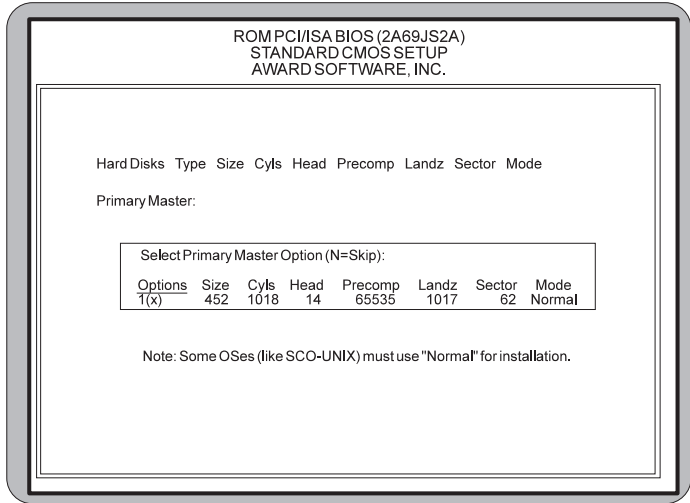 ROM PCI/ISA BIOS (2A69JS2A)
STANDARD CMOS SETUP
AWARD SOFTWARE, INC.
Hard Disks Type Size Cyls Head Precomp Landz Sector Mode
Primary Master:
Select Primary Master Option (N=Skip):
Options Size Cyls Head Precomp Landz Sector Mode
1(x) 452 1018 14 65535 1017 62 Normal
Note: Some OSes (like SCO-UNIX) must use "Normal" for installation.